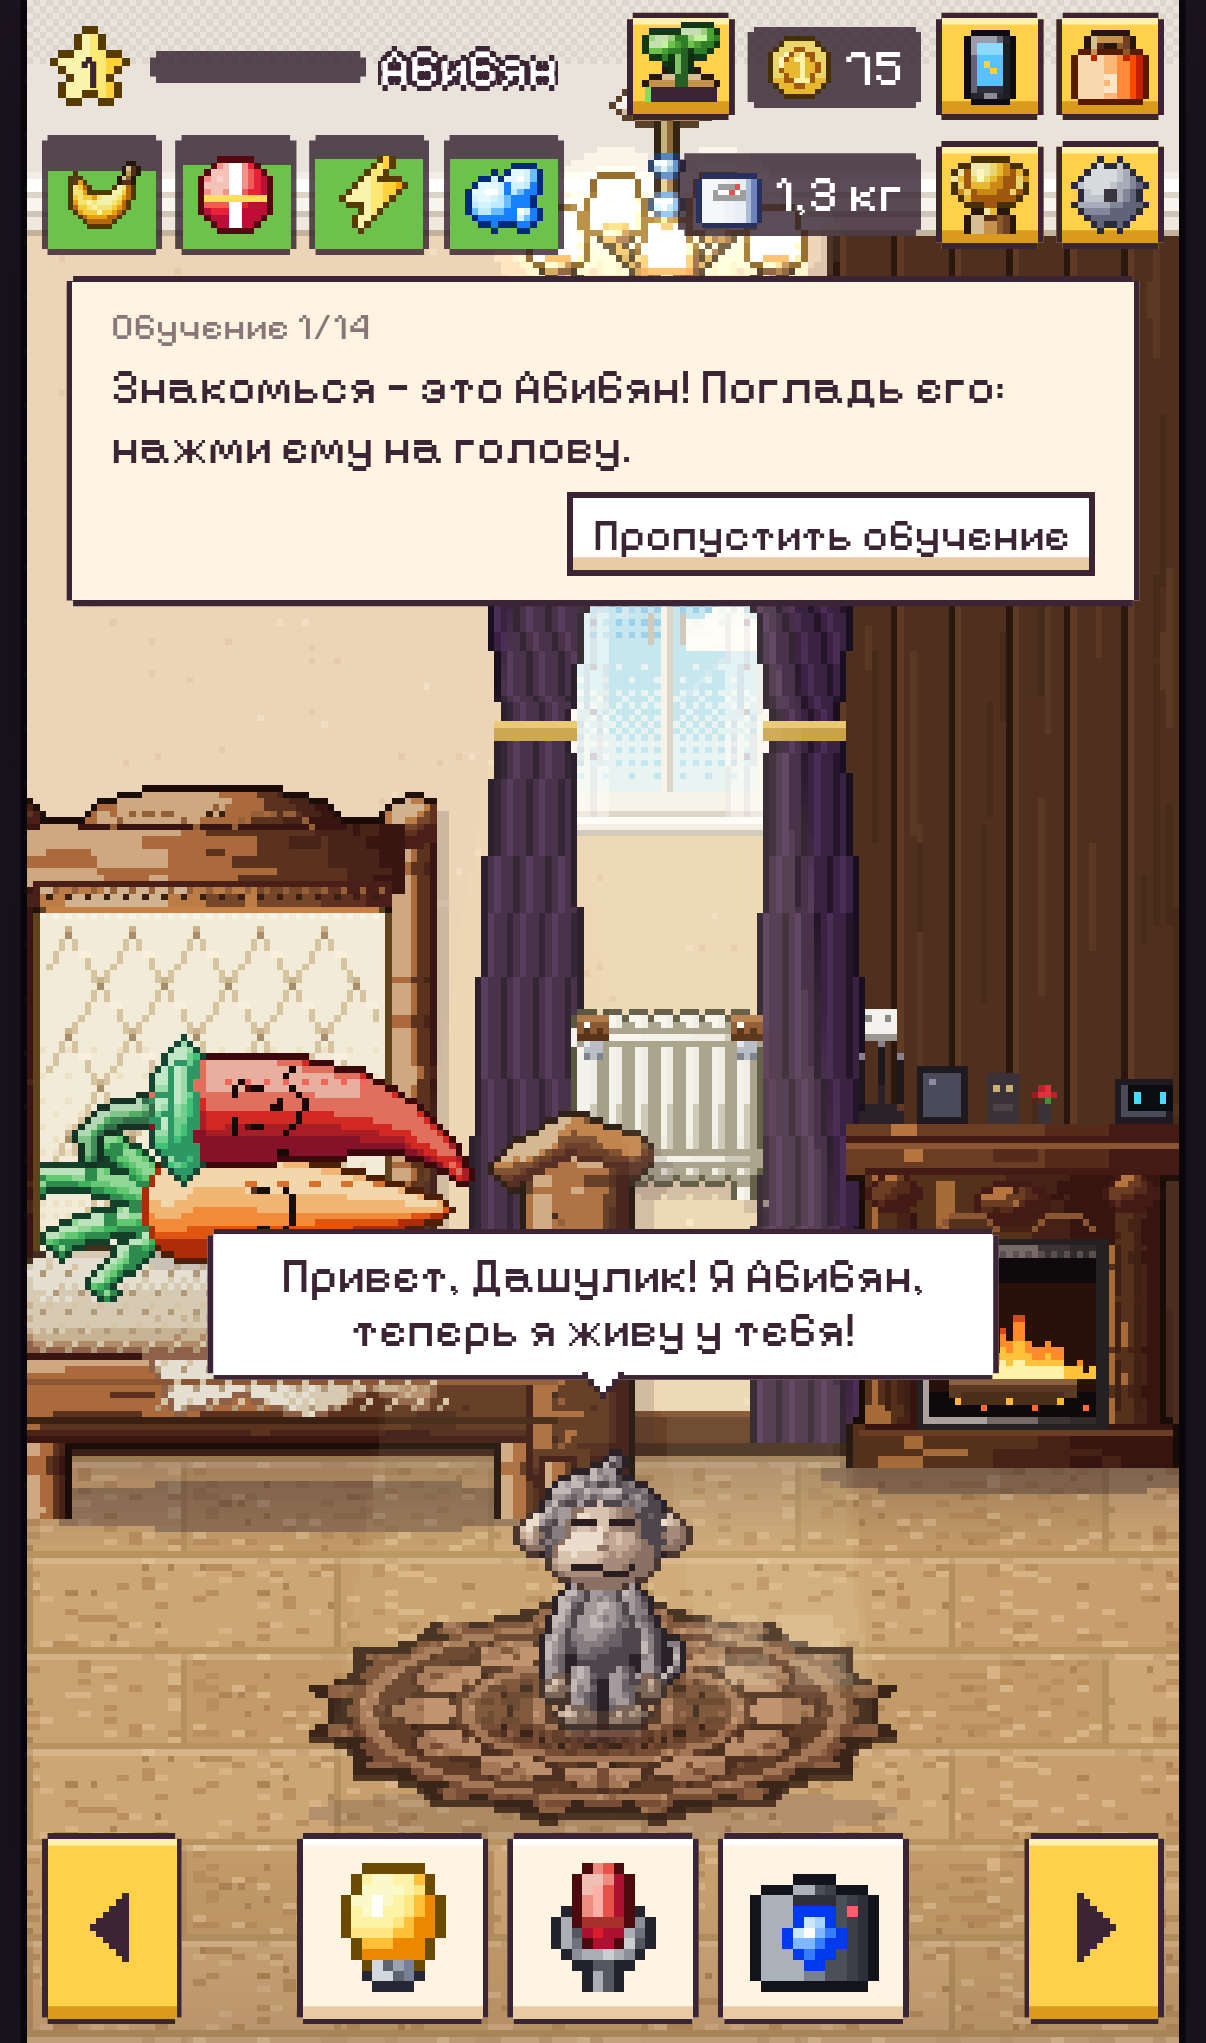 1
Абибян
75
1,3 кг
Обучение 1/14
Знакомься - это Абибян! Погладь его:
нажми ему на голову.
Пропустить обучение
Привет, Дашулик! Я Абибян,
теперь я живу у тебя!